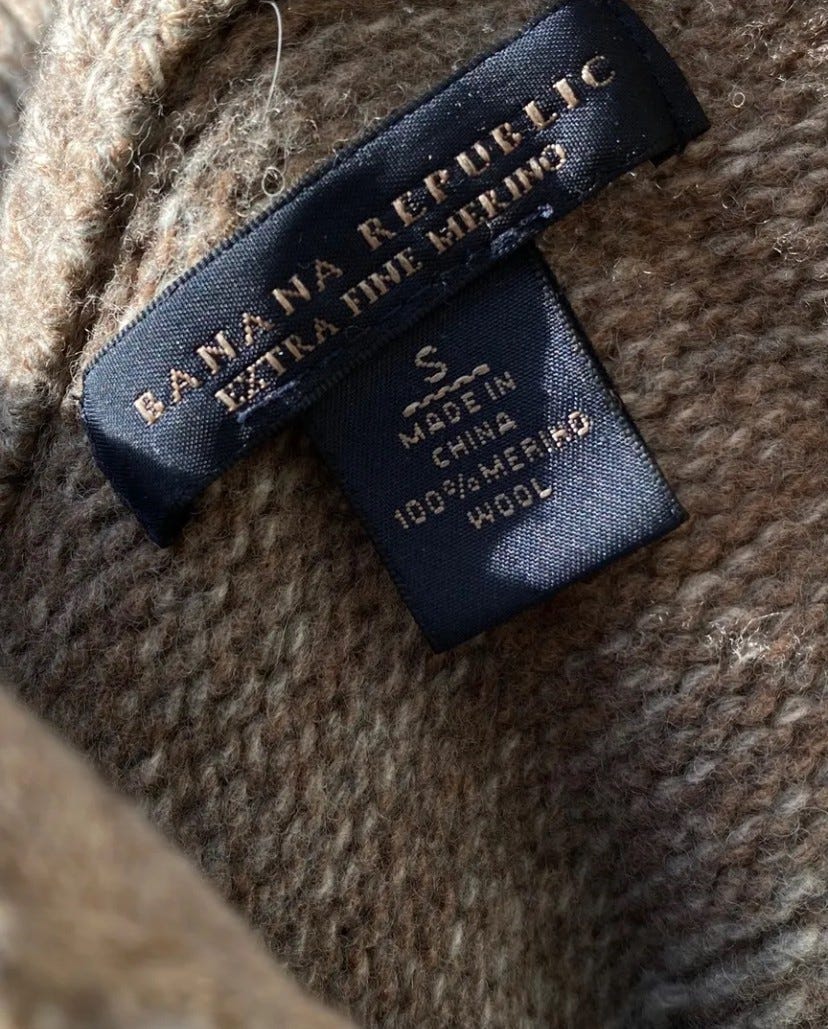 BANANA REPUBLIC
EXTRA FINE MERINO
S
MADE IN
CHINA
100% MERINO
WOOL